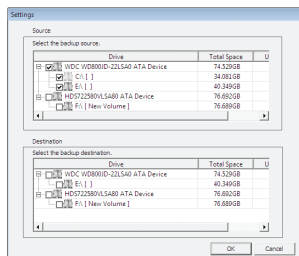 Settings
Source
Select the backup source.
Drive Total Space U
WDC WD800JD-22LSA0 ATA Device 74.529GB
C:\ [ ] 34.081GB
E:\ [ ] 40.349GB
HDS722580VLSA80 ATA Device 76.692GB
F:\ [ New Volume ] 76.689GB
Destination
Select the backup destination.
Drive Total Space U
WDC WD800JD-22LSA0 ATA Device 74.529GB
E:\ [ ] 40.349GB
HDS722580VLSA80 ATA Device 76.692GB
F:\ [ New Volume ] 76.689GB
OK Cancel